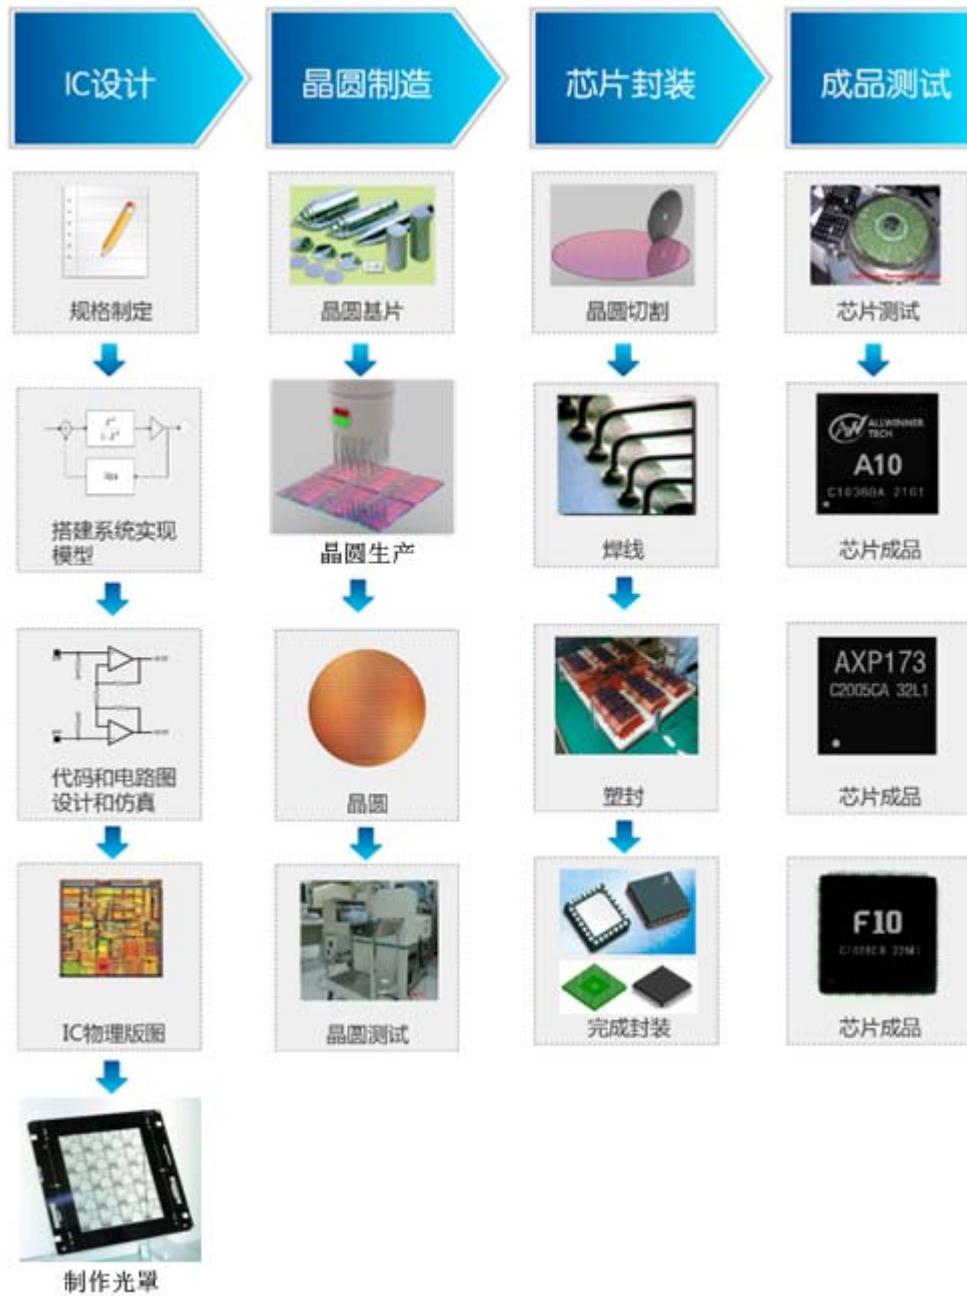 IC设计
晶圆制造
芯片封装
成品测试
规格制定
搭建系统实现
模型
代码和电路图
设计和仿真
IC物理版图
制作光罩
晶圆基片
晶圆生产
晶圆
晶圆测试
晶圆切割
焊线
塑封
完成封装
芯片测试
ALLWINNER
TECH
A10
芯片成品
AXP173
C2005CA 32L1
芯片成品
F10
芯片成品